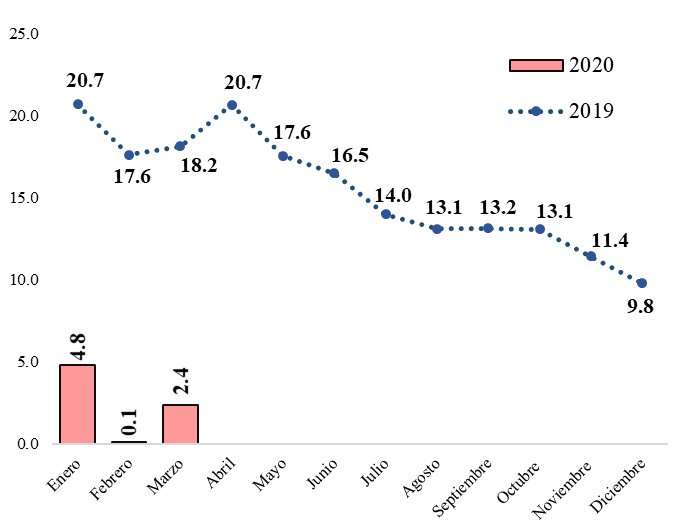 25.0
20.0
15.0
10.0
5.0
0.0
20.7
17.6
18.2
20.7
17.6
16.5
14.0
13.1
13.2
13.1
11.4
9.8
4.8
0.1
2.4
2020
2019
Enero
Febrero
Marzo
Abril
Mayo
Junio
Julio
Agosto
Septiembre
Octubre
Noviembre
Diciembre